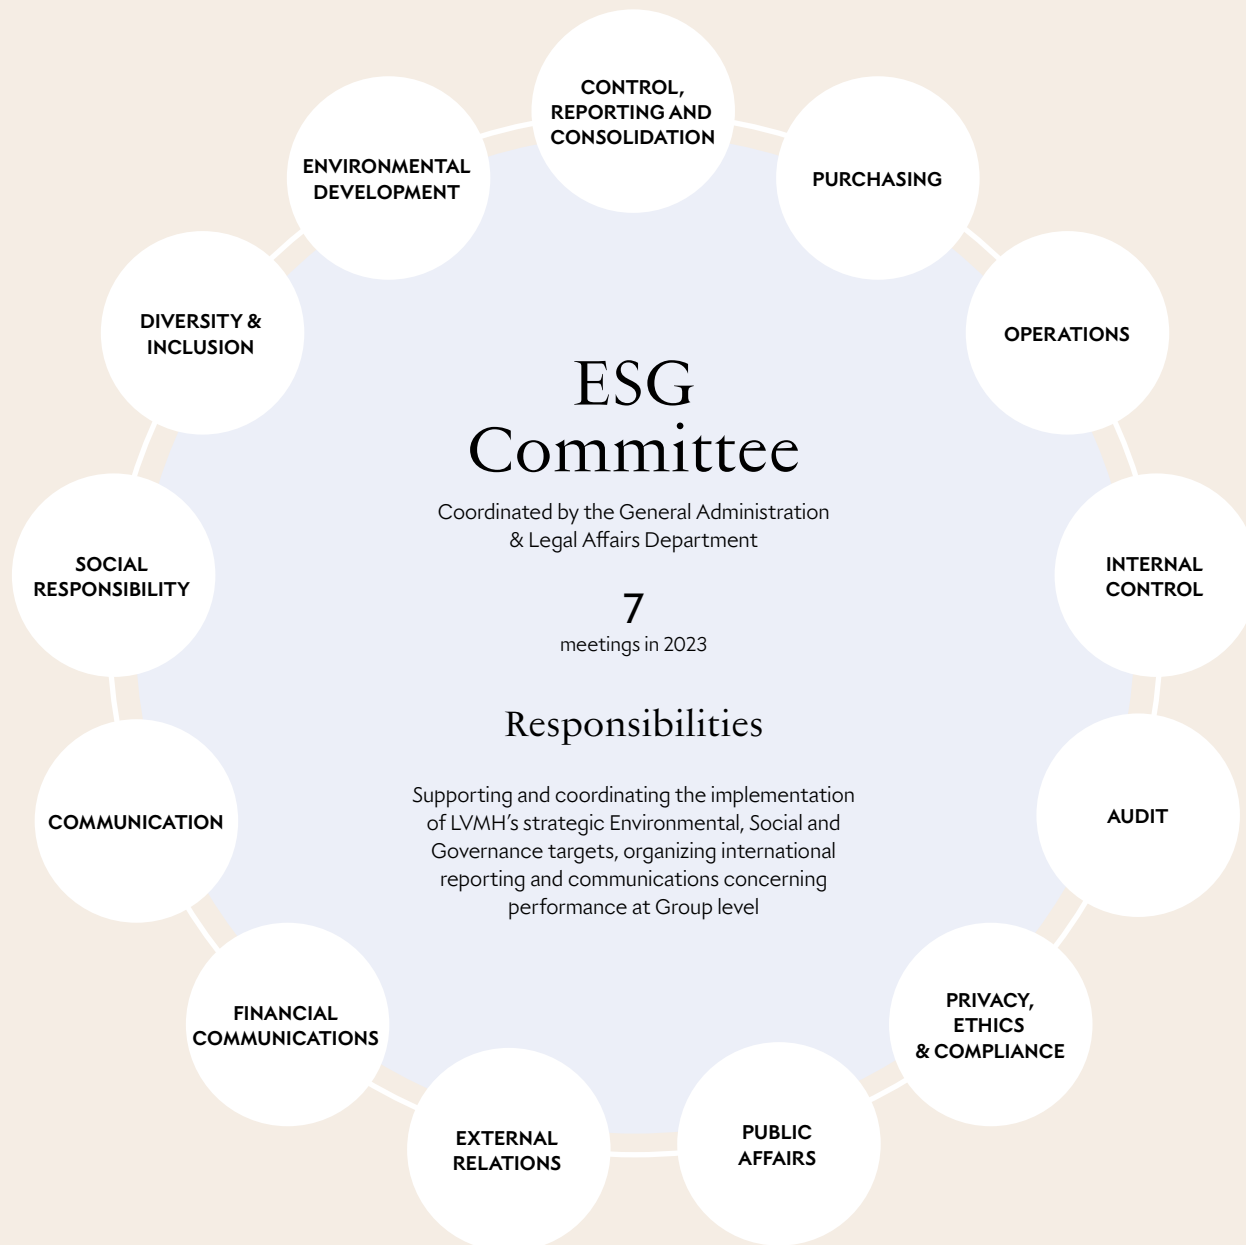 CONTROL,
REPORTING AND
CONSOLIDATION
PURCHASING
OPERATIONS
INTERNAL
CONTROL
AUDIT
PRIVACY,
ETHICS
& COMPLIANCE
PUBLIC
AFFAIRS
EXTERNAL
RELATIONS
FINANCIAL
COMMUNICATIONS
COMMUNICATION
SOCIAL
RESPONSIBILITY
DIVERSITY &
INCLUSION
ENVIRONMENTAL
DEVELOPMENT
ESG
Committee
Coordinated by the General Administration
& Legal Affairs Department
7
meetings in 2023
Responsibilities
Supporting and coordinating the implementation
of LVMH’s strategic Environmental, Social and
Governance targets, organizing international
reporting and communications concerning
performance at Group level